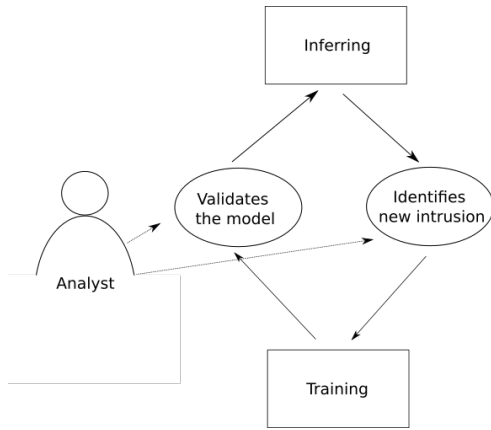 Inferring
Validates
the model
Identifies
new intrusion
Analyst
Training